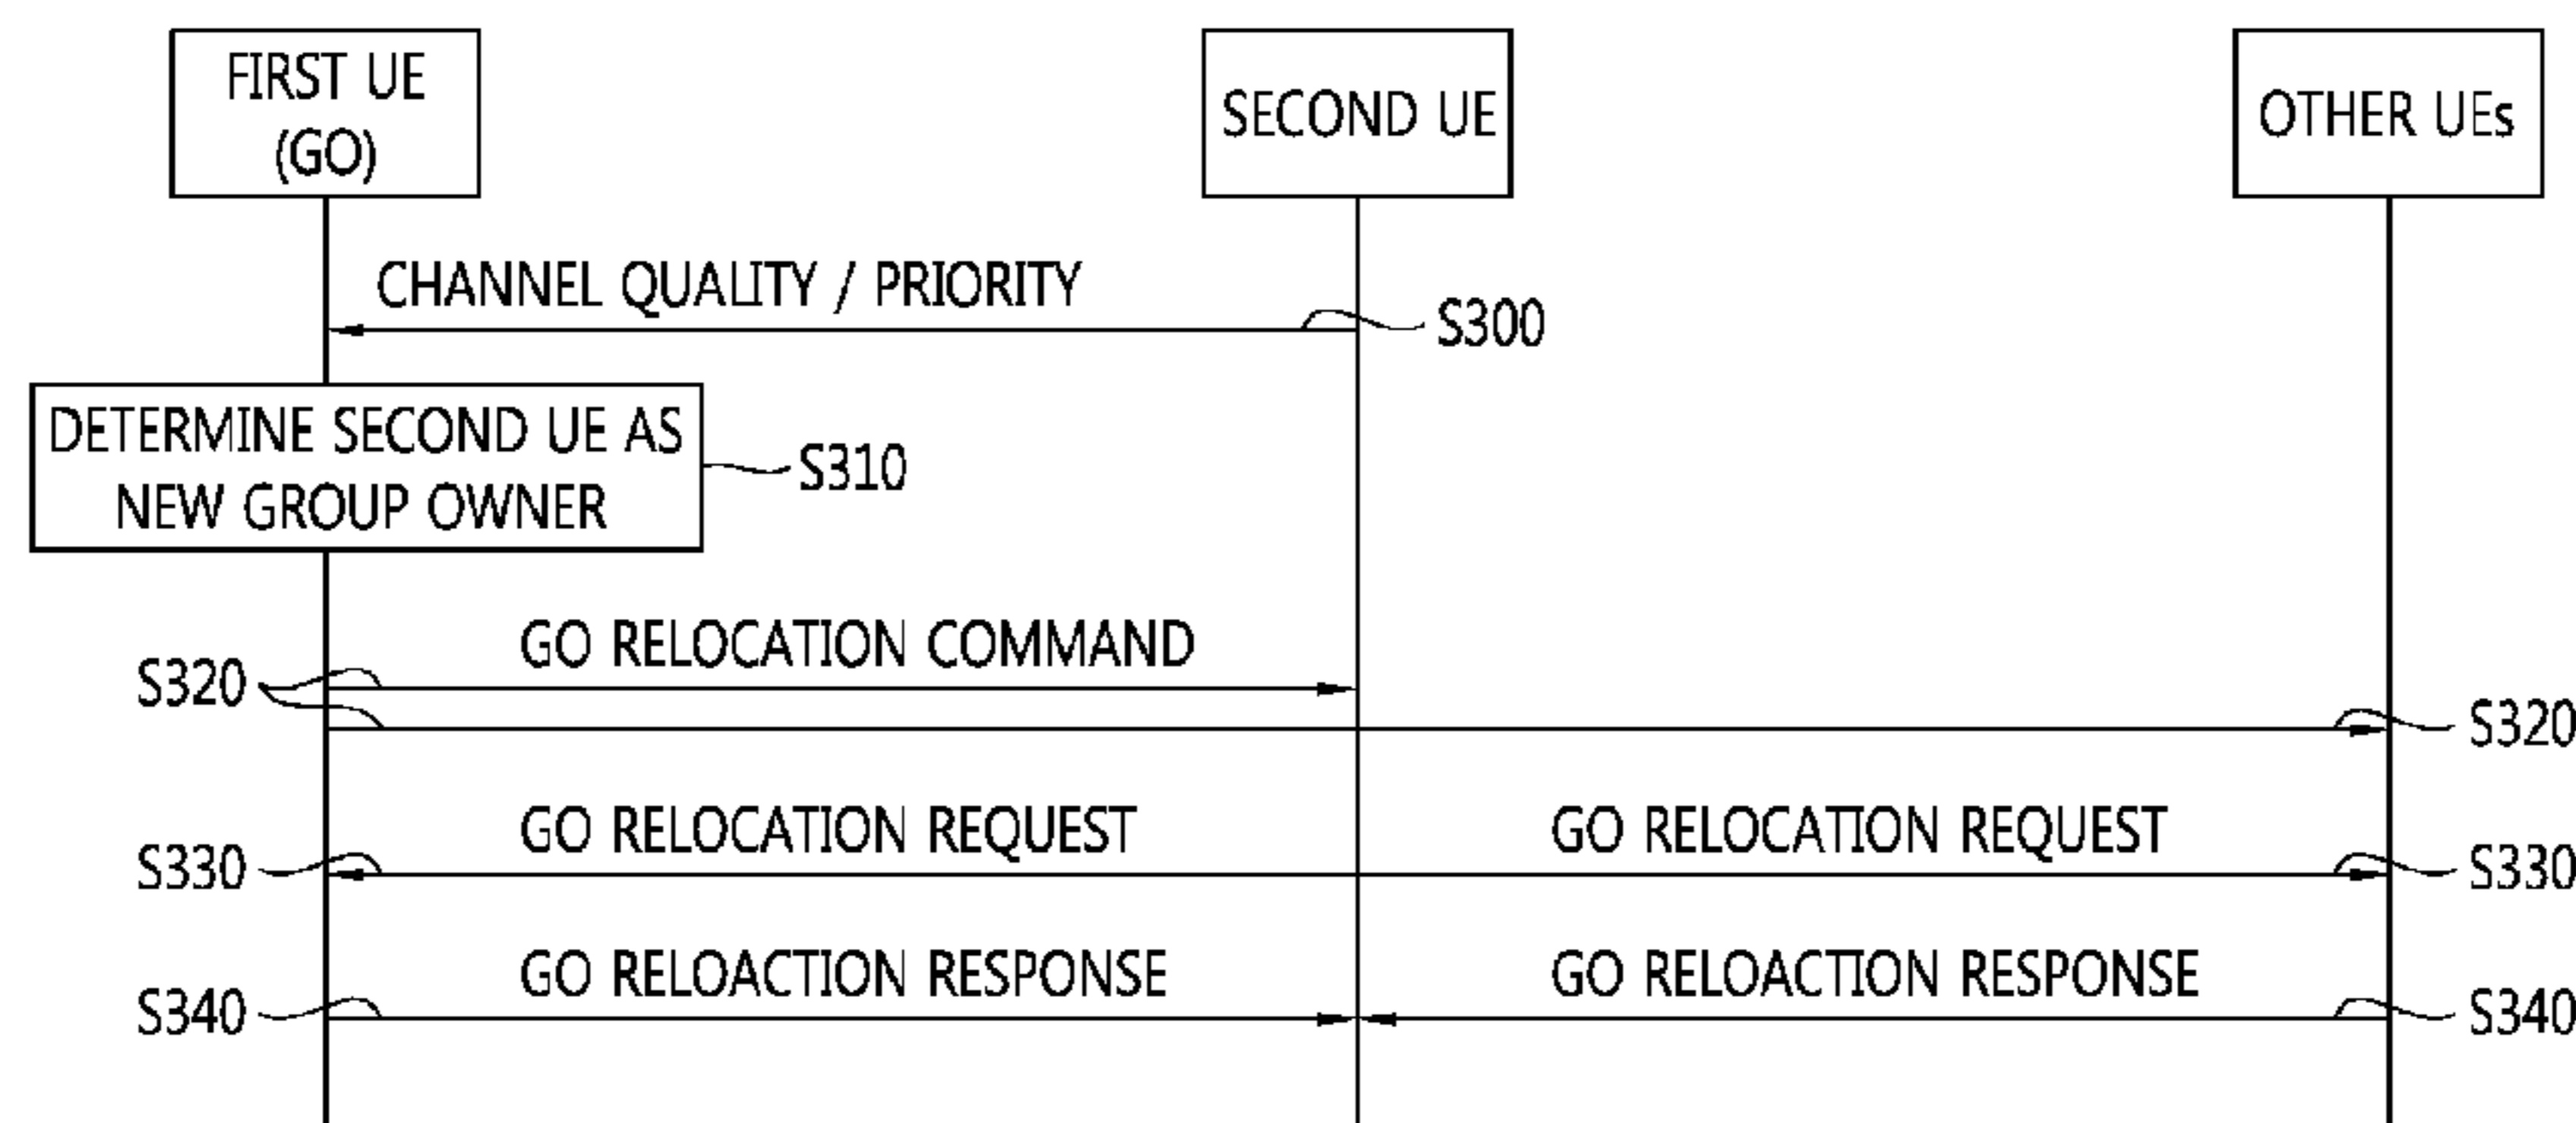 FIRST UE
(GO)
SECOND UE
OTHER UEs
CHANNEL QUALITY / PRIORITY
S300
DETERMINE SECOND UE AS
NEW GROUP OWNER
S310
GO RELOCATION COMMAND
S320
S320
GO RELOCATION REQUEST
GO RELOCATION REQUEST
S330
S330
GO RELOACTION RESPONSE
GO RELOACTION RESPONSE
S340
S340